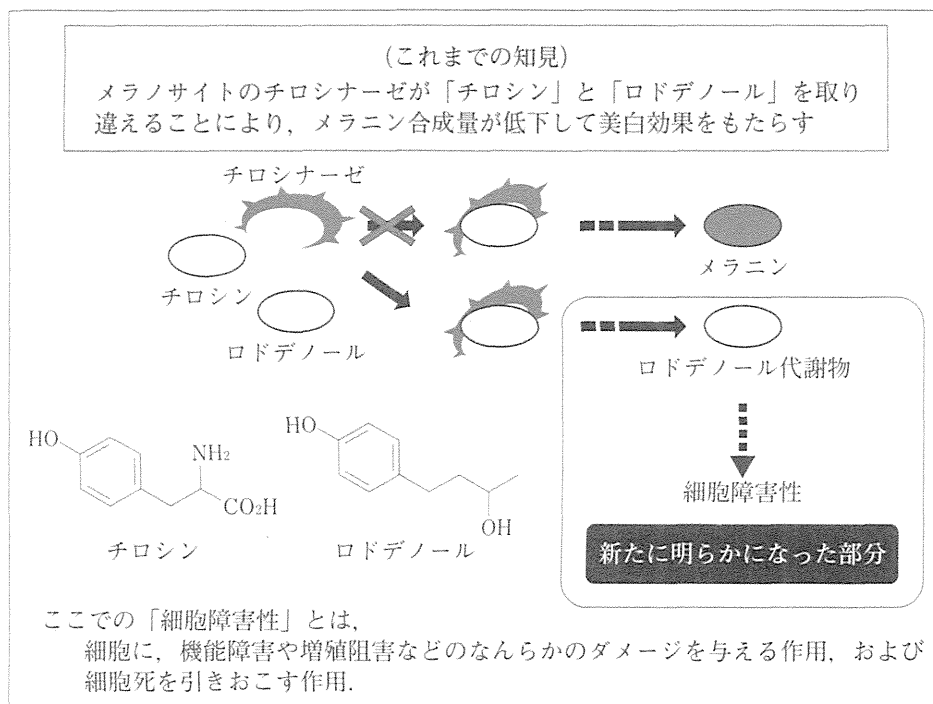 (これまでの知見)
メラノサイトのチロシナーゼが「チロシン」と「ロドデノール」を取り
違えることにより，メラニン合成量が低下して美白効果をもたらす
チロシナーゼ
チロシン
メラニン
ロドデノール
ロドデノール代謝物
HO
NH₂
CO₂H
チロシン
HO
OH
ロドデノール
細胞障害性
新たに明らかになった部分
ここでの「細胞障害性」とは，
細胞に，機能障害や増殖阻害などのなんらかのダメージを与える作用，および
細胞死を引きおこす作用．